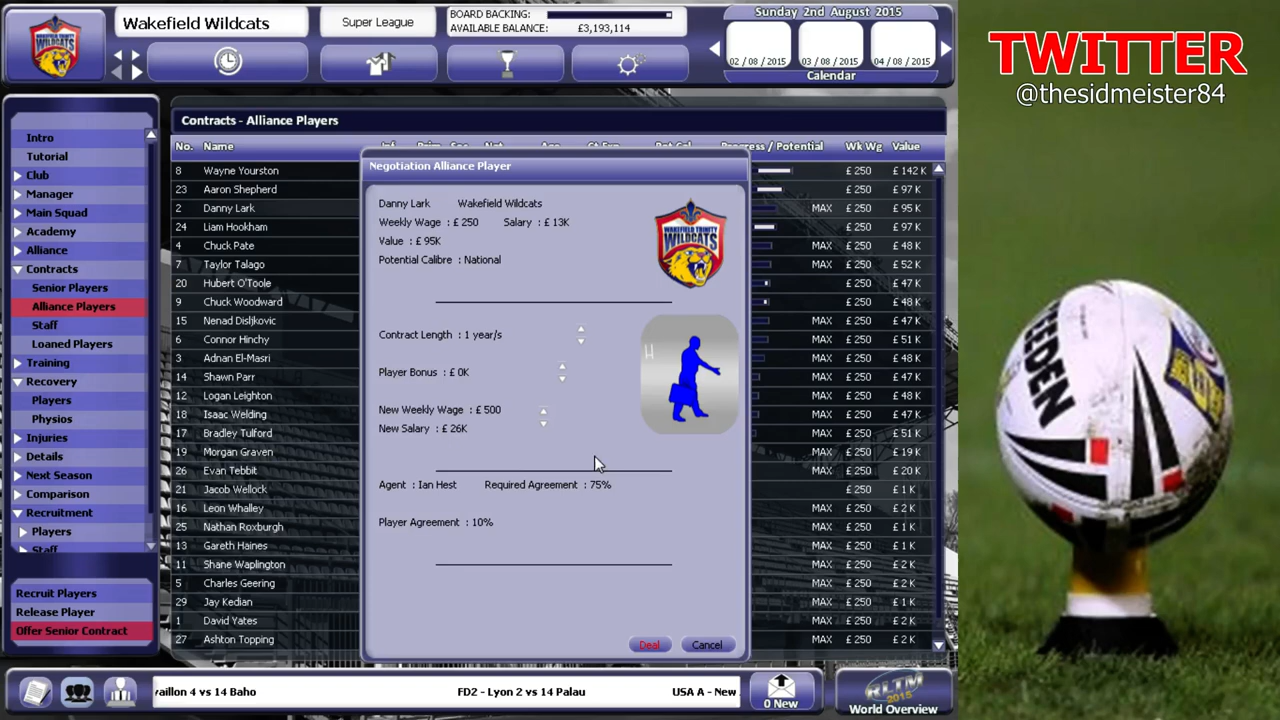 Wakefield Wildcats
Super League
BOARD BACKING:
AVAILABLE BALANCE: £3,193,114
Sunday 2nd August 2015
02 / 08 / 2015 03 / 08 / 2015 04 / 08 / 2015
Calendar
TWITTER
@thesidmeister84
Intro
Tutorial
Club
Manager
Main Squad
Academy
Alliance
Contracts
Senior Players
Alliance Players
Staff
Loaned Players
Training
Recovery
Players
Physios
Injuries
Details
Next Season
Comparison
Recruitment
Players
Staff
Recruit Players
Release Player
Offer Senior Contract
Contracts - Alliance Players
No. Name Progress / Potential Wk Wg Value
8 Wayne Yourston £ 250 £ 142 K
23 Aaron Shepherd £ 250 £ 97 K
2 Danny Lark MAX £ 250 £ 95 K
24 Liam Hookham £ 250 £ 97 K
4 Chuck Pate MAX £ 250 £ 48 K
7 Taylor Talago MAX £ 250 £ 52 K
20 Hubert O'Toole £ 250 £ 47 K
9 Chuck Woodward £ 250 £ 48 K
15 Nenad Disljkovic MAX £ 250 £ 47 K
6 Connor Hinchy MAX £ 250 £ 51 K
3 Adnan El-Masri MAX £ 250 £ 48 K
14 Shawn Parr MAX £ 250 £ 47 K
12 Logan Leighton MAX £ 250 £ 48 K
18 Isaac Welding MAX £ 250 £ 47 K
17 Bradley Tulford MAX £ 250 £ 51 K
19 Morgan Graven MAX £ 250 £ 48 K
26 Evan Tebbit MAX £ 250 £ 20 K
21 Jacob Wellock £ 250 £ 1 K
16 Leon Whalley MAX £ 250 £ 2 K
25 Nathan Roxburgh MAX £ 250 £ 1 K
13 Gareth Haines MAX £ 250 £ 1 K
11 Shane Waplington MAX £ 250 £ 2 K
5 Charles Geering MAX £ 250 £ 2 K
29 Jay Kedian MAX £ 250 £ 1 K
1 David Yates MAX £ 250 £ 2 K
27 Ashton Topping MAX £ 250 £ 2 K
Negotiation Alliance Player
Danny Lark Wakefield Wildcats
Weekly Wage : £ 250 Salary : £ 13K
Value : £ 95K
Potential Calibre : National
WAKEFIELD TRINITY
WILDCATS
Contract Length : 1 year/s
Player Bonus : £ 0K
New Weekly Wage : £ 500
New Salary : £ 26K
Agent : Ian Hest Required Agreement : 75%
Player Agreement : 10%
Deal Cancel
vaillon 4 vs 14 Baho FD2 - Lyon 2 vs 14 Palau USA A - New
0 New
RLTM
2015
World Overview
STEEDEN